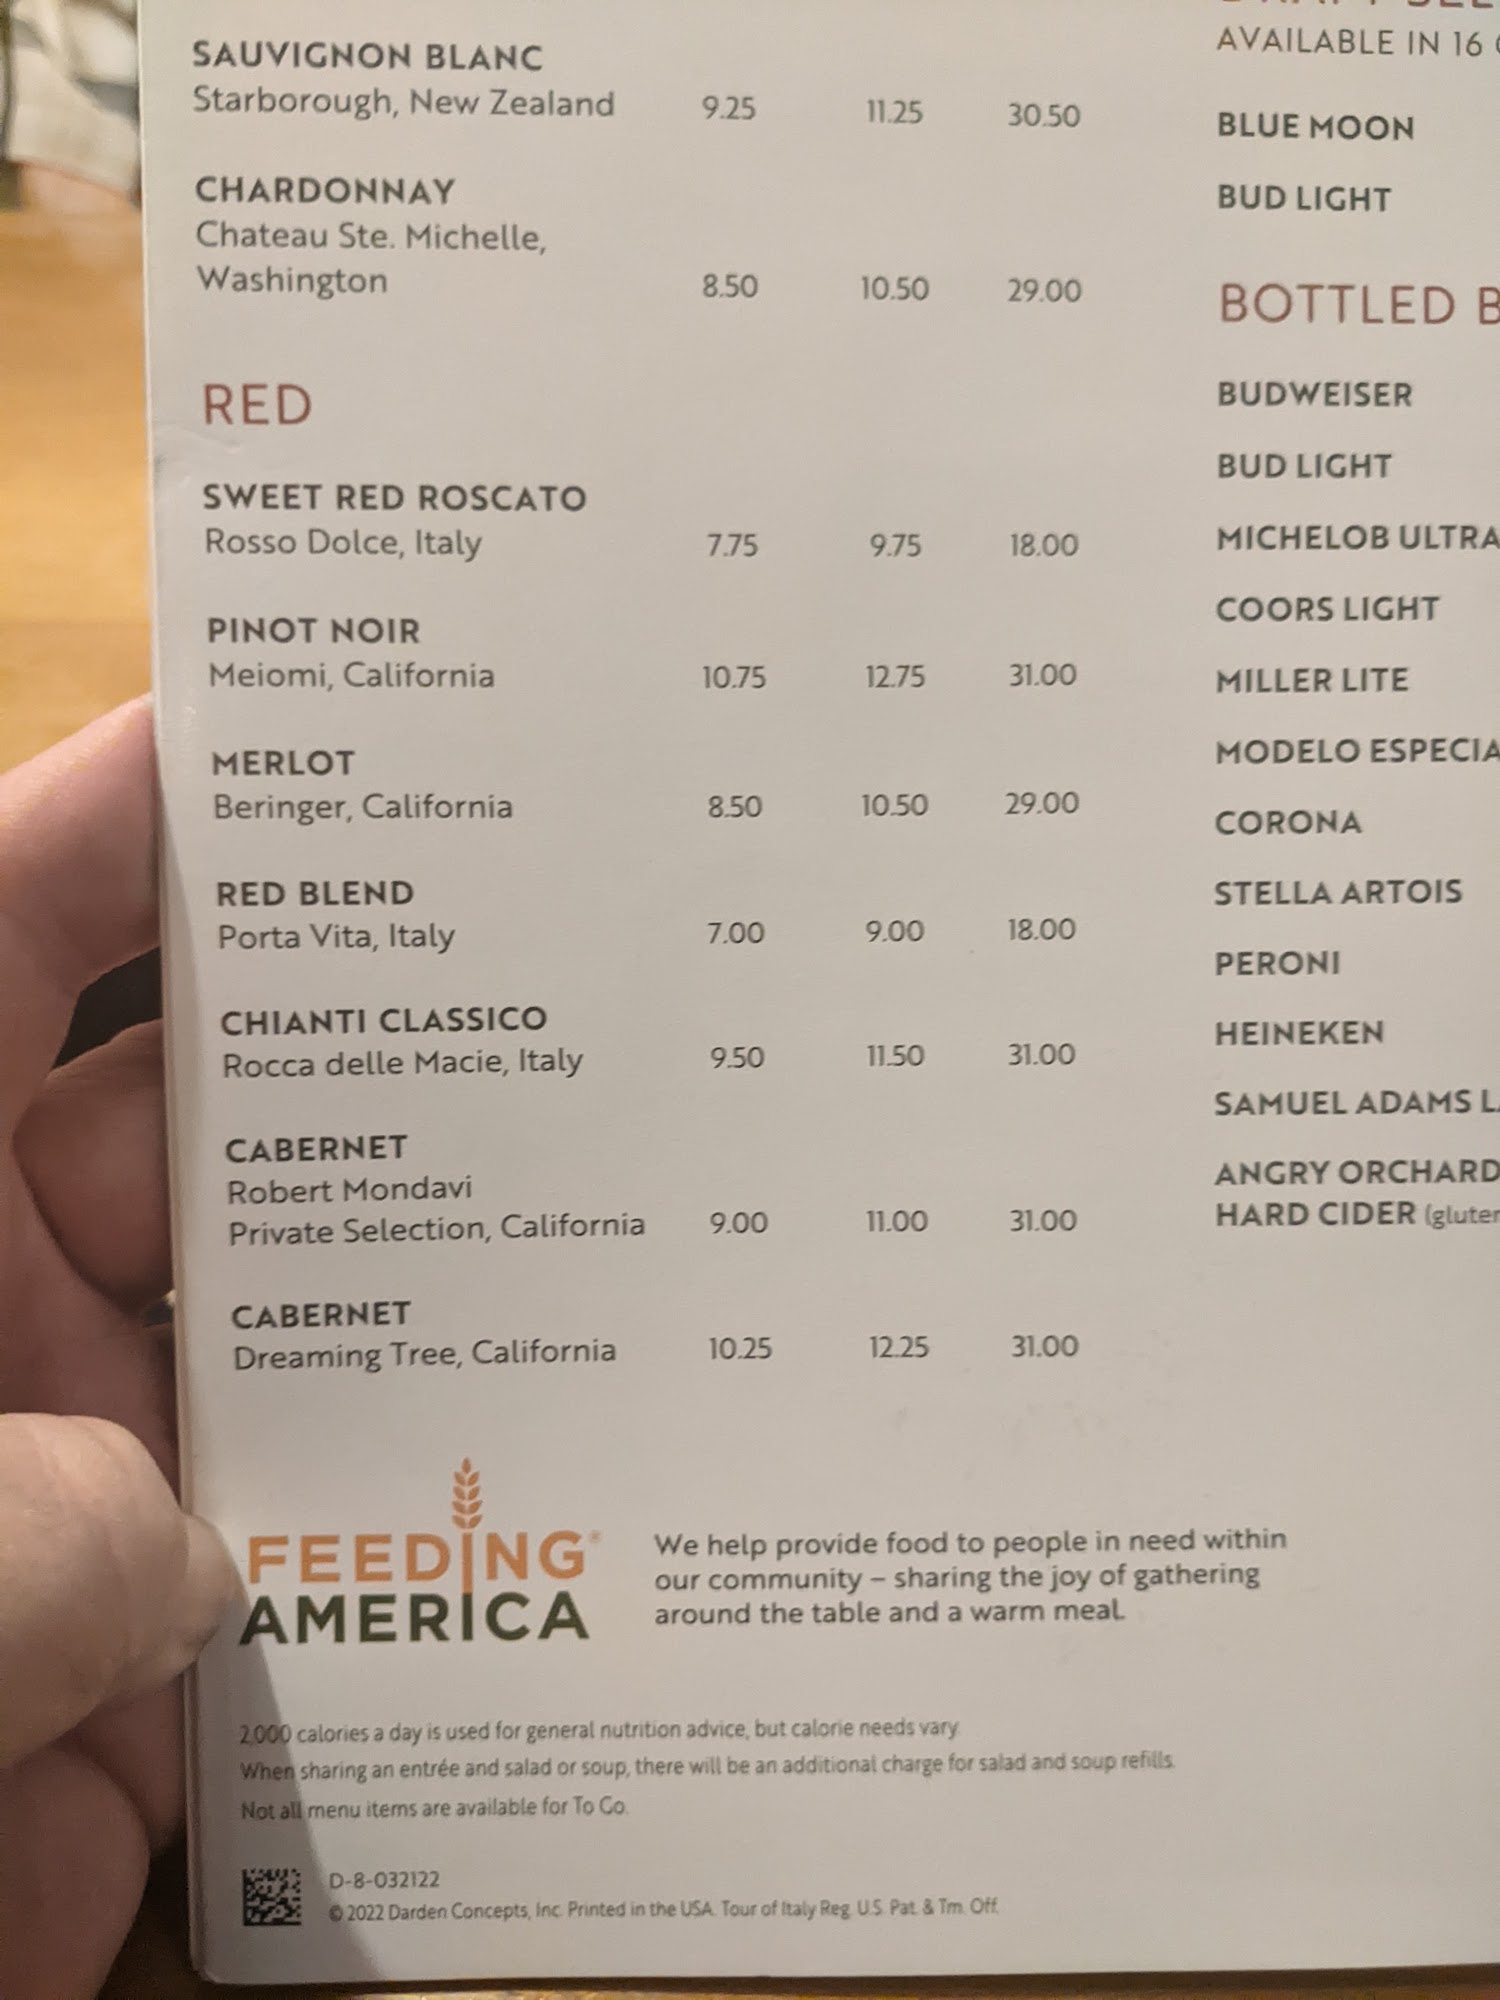 SAUVIGNON BLANC
Starborough, New Zealand 9.25 11.25 30.50
CHARDONNAY
Chateau Ste. Michelle,
Washington 8.50 10.50 29.00
RED
SWEET RED ROSCATO
Rosso Dolce, Italy 7.75 9.75 18.00
PINOT NOIR
Meiomi, California 10.75 12.75 31.00
MERLOT
Beringer, California 8.50 10.50 29.00
RED BLEND
Porta Vita, Italy 7.00 9.00 18.00
CHIANTI CLASSICO
Rocca delle Macie, Italy 9.50 11.50 31.00
CABERNET
Robert Mondavi
Private Selection, California 9.00 11.00 31.00
CABERNET
Dreaming Tree, California 10.25 12.25 31.00
AVAILABLE IN 16
BLUE MOON
BUD LIGHT
BOTTLED B
BUDWEISER
BUD LIGHT
MICHELOB ULTRA
COORS LIGHT
MILLER LITE
MODELO ESPECIA
CORONA
STELLA ARTOIS
PERONI
HEINEKEN
SAMUEL ADAMS LA
ANGRY ORCHARD
HARD CIDER (gluten
FEEDING®
AMERICA
We help provide food to people in need within
our community – sharing the joy of gathering
around the table and a warm meal.
2,000 calories a day is used for general nutrition advice, but calorie needs vary.
When sharing an entrée and salad or soup, there will be an additional charge for salad and soup refills.
Not all menu items are available for To Go.
D-8-032122
© 2022 Darden Concepts, Inc. Printed in the USA. Tour of Italy Reg. U.S. Pat. & Tm. Off.